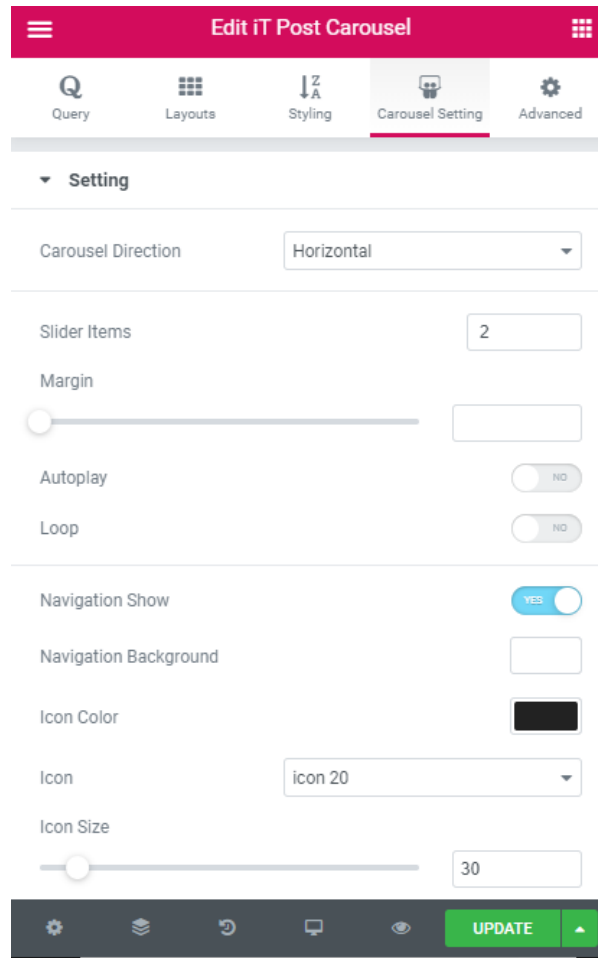 Edit iT Post Carousel
Q
Query
Layouts
Z
A
Styling
Carousel Setting
Advanced
Setting
Carousel Direction
Horizontal
Slider Items
2
Margin
Autoplay
NO
Loop
NO
Navigation Show
YES
Navigation Background
Icon Color
Icon
icon 20
Icon Size
30
UPDATE